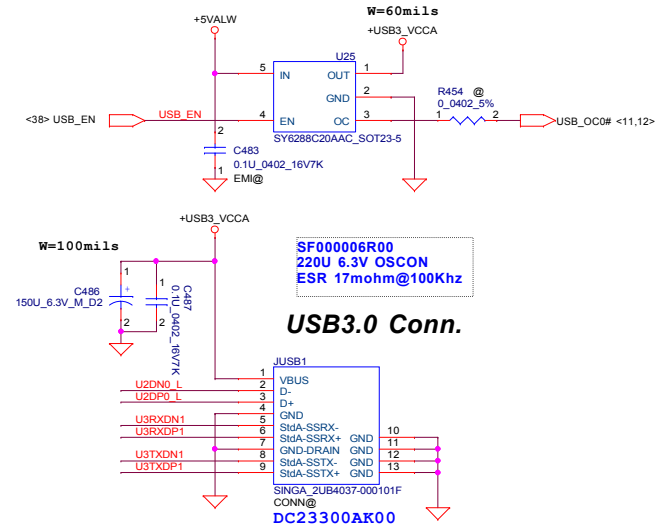 W=60mils
+5VALW
+USB3_VCCA
U25
5 IN OUT 1
GND 2
<38> USB_EN USB_EN 4 EN OC 3
R454 @
0_0402_5%
1 2
USB_OC0# <11,12>
SY6288C20AAC_SOT23-5
2
C483
0.1U_0402_16V7K
1
EMI@
+USB3_VCCA
W=100mils
SF000006R00
220U 6.3V OSCON
ESR 17mohm@100Khz
1
+
C486
150U_6.3V_M_D2
2
1
C487
0.1U_0402_16V7K
2
USB3.0 Conn.
JUSB1
1 VBUS
U2DN0_L 2 D-
U2DP0_L 3 D+
4 GND
U3RXDN1 5 StdA-SSRX-
U3RXDP1 6 StdA-SSRX+ GND 10
7 GND-DRAIN GND 11
U3TXDN1 8 StdA-SSTX- GND 12
U3TXDP1 9 StdA-SSTX+ GND 13
SINGA_2UB4037-000101F
CONN@
DC23300AK00